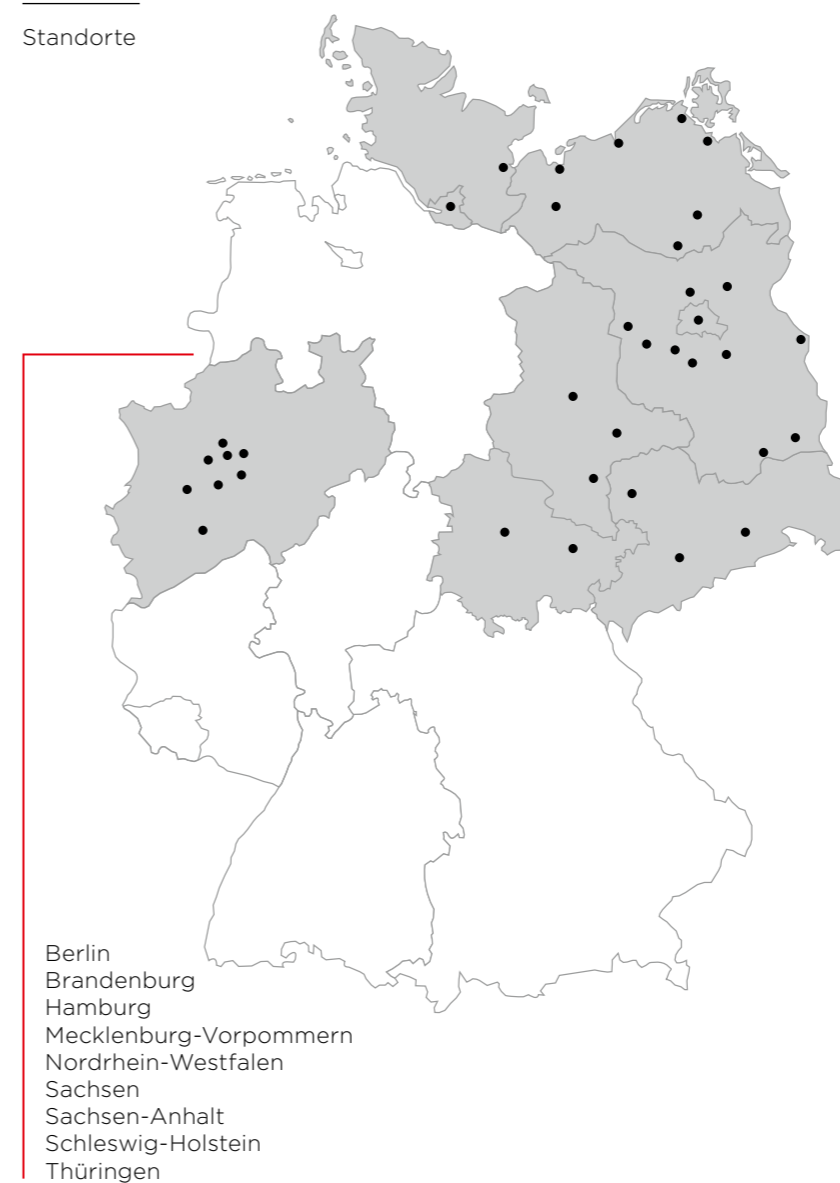 Standorte
Berlin
Brandenburg
Hamburg
Mecklenburg-Vorpommern
Nordrhein-Westfalen
Sachsen
Sachsen-Anhalt
Schleswig-Holstein
Thüringen